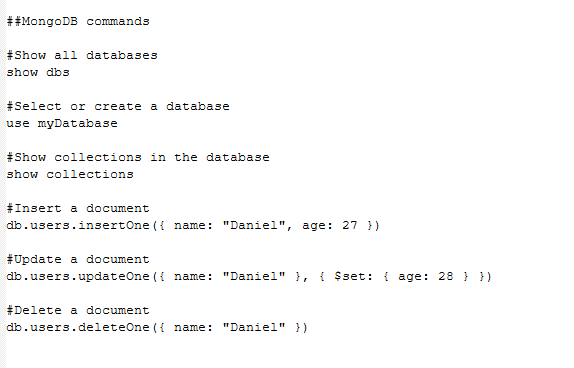 ##MongoDB commands
#Show all databases
show dbs
#Select or create a database
use myDatabase
#Show collections in the database
show collections
#Insert a document
db.users.insertOne({ name: "Daniel", age: 27 })
#Update a document
db.users.updateOne({ name: "Daniel" }, { $set: { age: 28 } })
#Delete a document
db.users.deleteOne({ name: "Daniel" })